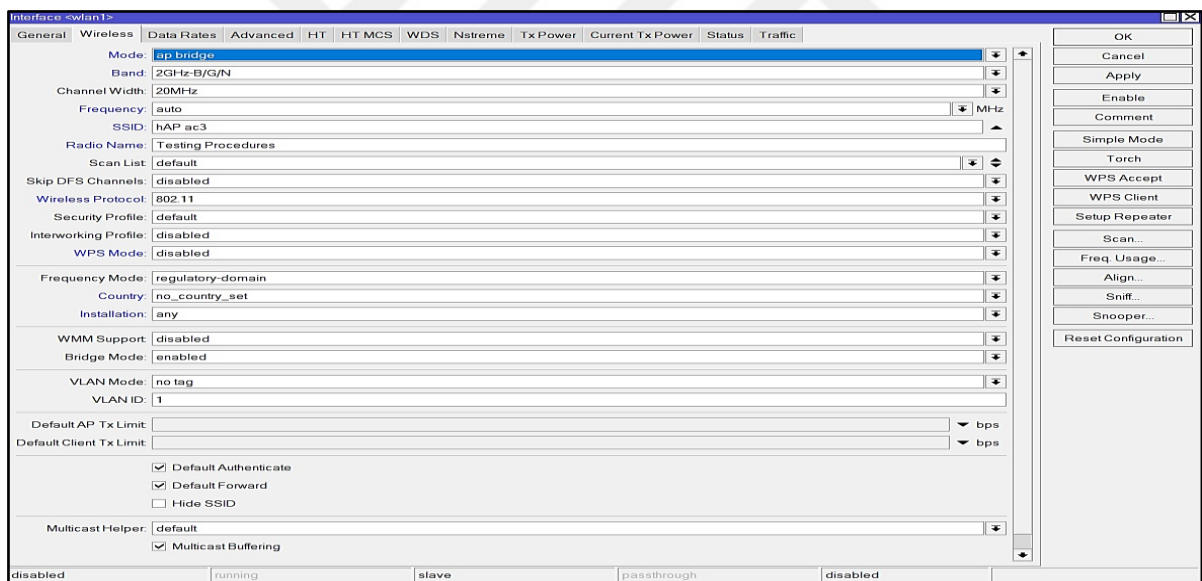 Interface <wlan1>
General Wireless Data Rates Advanced HT HT MCS WDS Nstreme Tx Power Current Tx Power Status Traffic
Mode: ap bridge
Band: 2GHz-B/G/N
Channel Width: 20MHz
Frequency: auto MHz
SSID: hAP ac3
Radio Name: Testing Procedures
Scan List: default
Skip DFS Channels: disabled
Wireless Protocol: 802.11
Security Profile: default
Interworking Profile: disabled
WPS Mode: disabled
Frequency Mode: regulatory-domain
Country: no_country_set
Installation: any
WMM Support: disabled
Bridge Mode: enabled
VLAN Mode: no tag
VLAN ID: 1
Default AP Tx Limit: bps
Default Client Tx Limit: bps
Default Authenticate
Default Forward
Hide SSID
Multicast Helper: default
Multicast Buffering
OK
Cancel
Apply
Enable
Comment
Simple Mode
Torch
WPS Accept
WPS Client
Setup Repeater
Scan...
Freq. Usage...
Align...
Sniff...
Snooper...
Reset Configuration
disabled running slave passthrough disabled